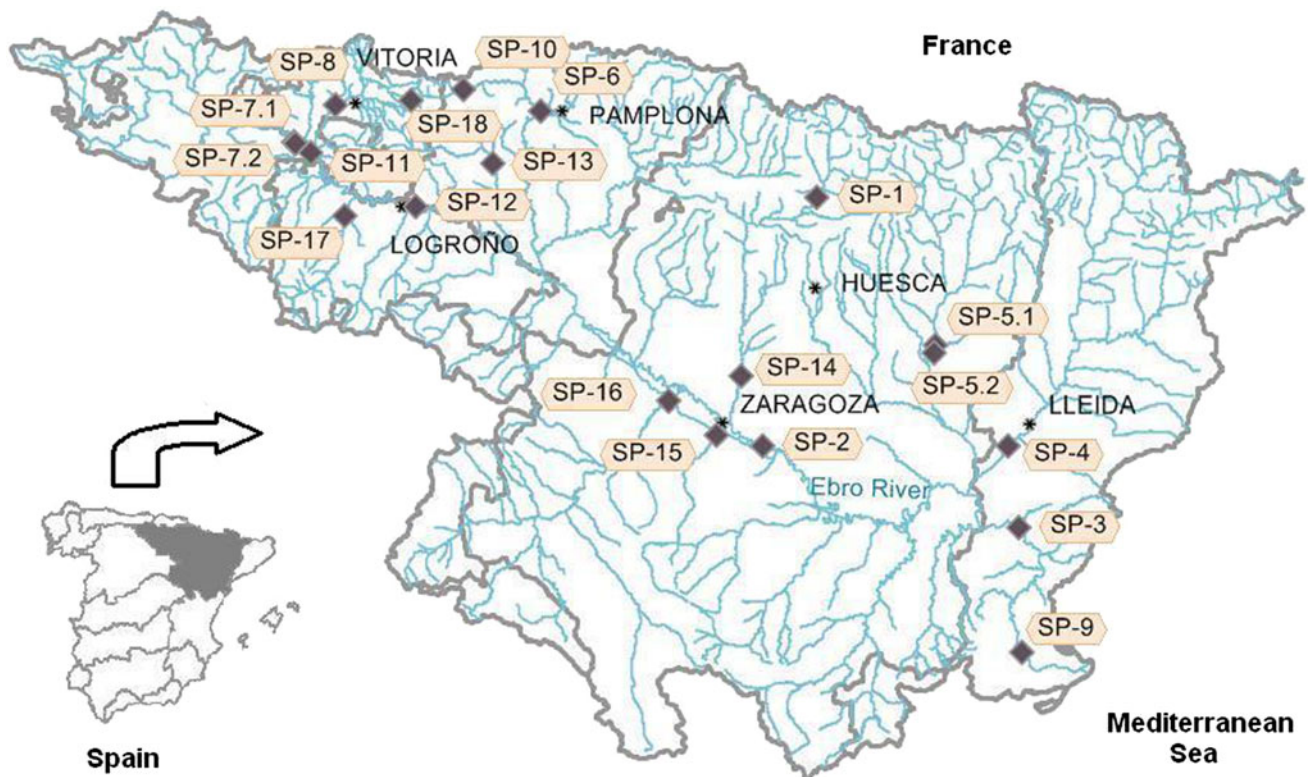 France
SP-10
SP-8
VITORIA
SP-6
SP-7.1
PAMPLONA
SP-18
SP-7.2
SP-11
SP-13
SP-1
SP-12
SP-17
LOGROÑO
HUESCA
SP-5.1
SP-14
SP-5.2
SP-16
ZARAGOZA
LLEIDA
SP-15
SP-2
SP-4
Ebro River
SP-3
SP-9
Mediterranean
Sea
Spain